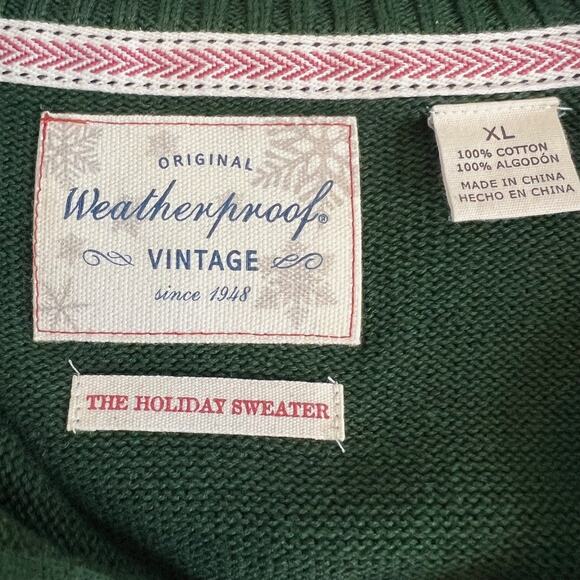 ORIGINAL
Weatherproof®
VINTAGE
since 1948
THE HOLIDAY SWEATER
XL
100% COTTON
100% ALGODÓN
MADE IN CHINA
HECHO EN CHINA